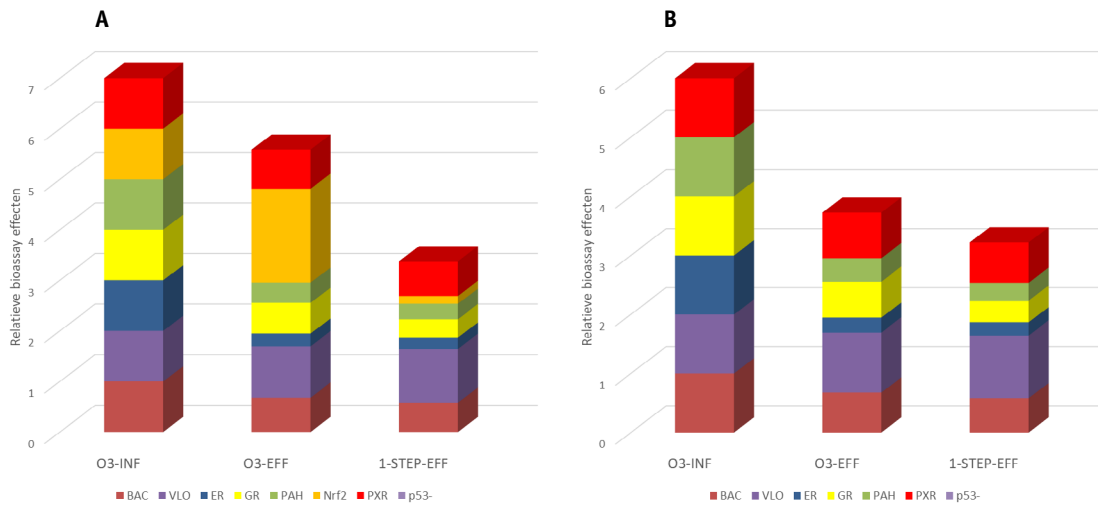 A
Relatieve bioassay effecten
7
6
5
4
3
2
1
0
O3-INF O3-EFF 1-STEP-EFF
BAC VLO ER GR PAH Nrf2 PXR p53-
B
Relatieve bioassay effecten
6
5
4
3
2
1
0
O3-INF O3-EFF 1-STEP-EFF
BAC VLO ER GR PAH PXR p53-